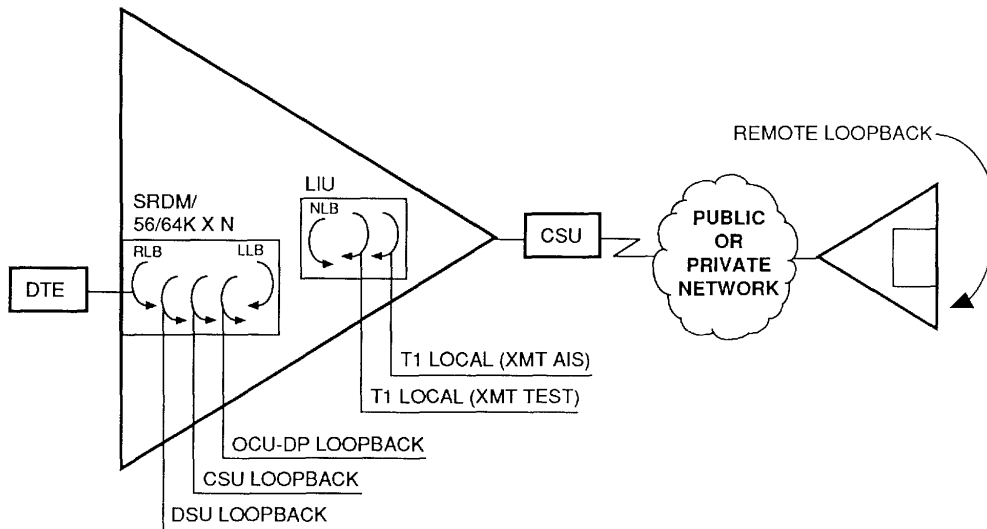 REMOTE LOOPBACK
LIU
NLB
SRDM/
56/64K X N
RLB
LLB
DTE
CSU
PUBLIC
OR
PRIVATE
NETWORK
T1 LOCAL (XMT AIS)
T1 LOCAL (XMT TEST)
OCU-DP LOOPBACK
CSU LOOPBACK
DSU LOOPBACK